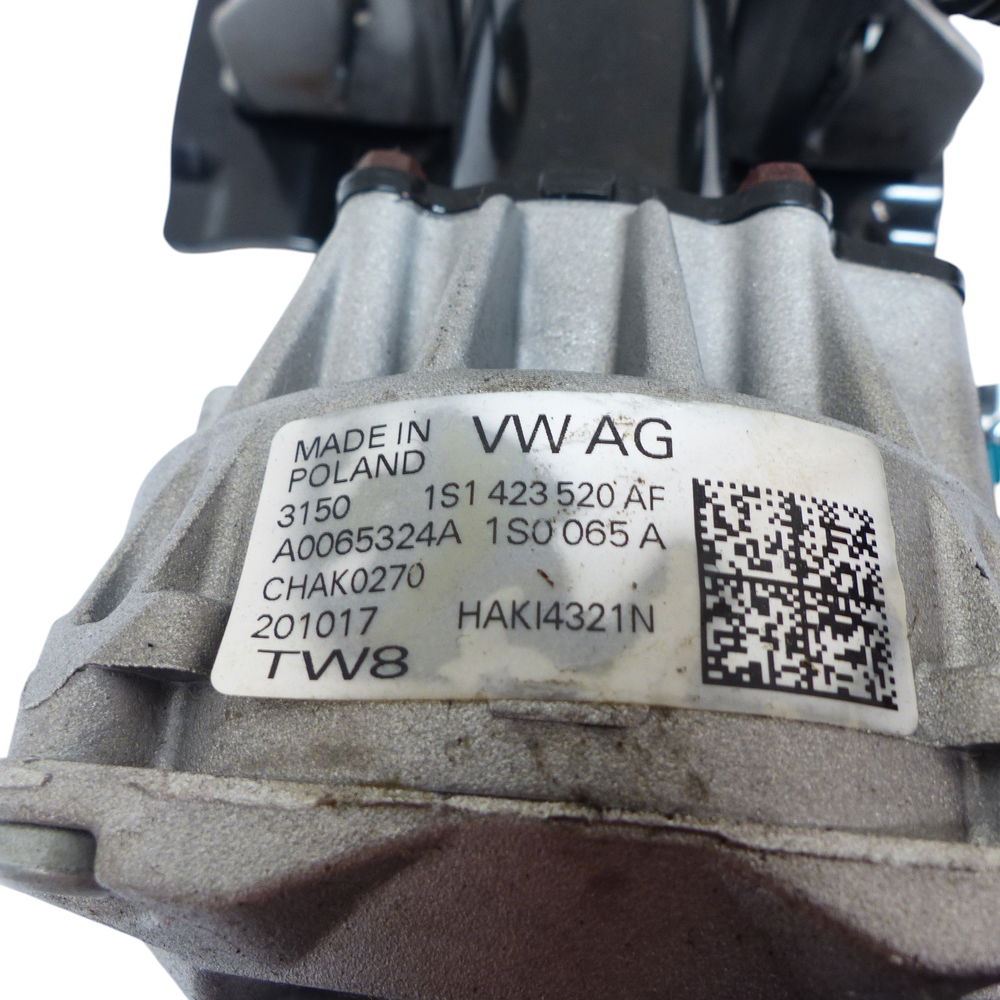 MADE IN VW AG
POLAND
3150 1S1 423 520 AF
A0065324A 1S0 065 A
CHAK0270
201017 HAKI4321N
TW8